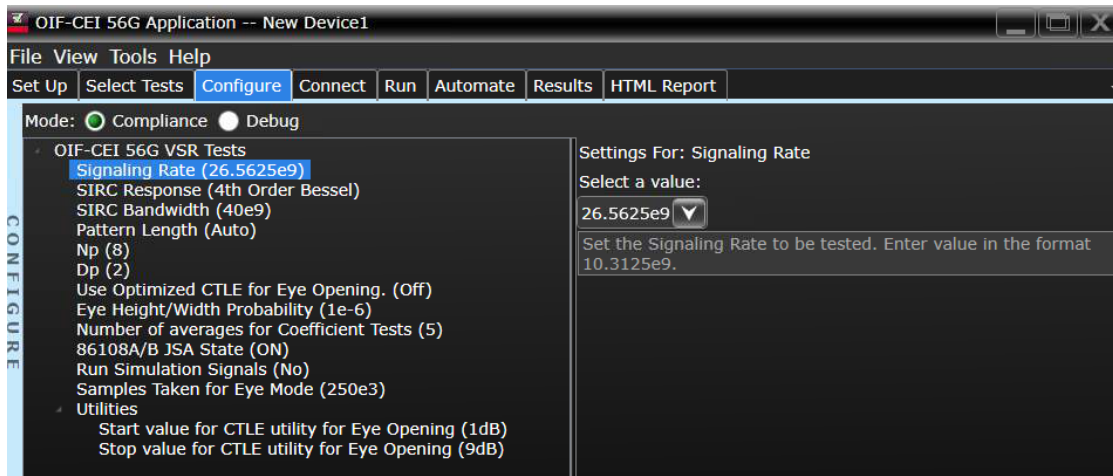 OIF-CEI 56G Application -- New Device1
File View Tools Help
Set Up Select Tests Configure Connect Run Automate Results HTML Report
Mode: Compliance Debug
CONFIGURE
OIF-CEI 56G VSR Tests
Signaling Rate (26.5625e9)
SIRC Response (4th Order Bessel)
SIRC Bandwidth (40e9)
Pattern Length (Auto)
Np (8)
Dp (2)
Use Optimized CTLE for Eye Opening. (Off)
Eye Height/Width Probability (1e-6)
Number of averages for Coefficient Tests (5)
86108A/B JSA State (ON)
Run Simulation Signals (No)
Samples Taken for Eye Mode (250e3)
Utilities
Start value for CTLE utility for Eye Opening (1dB)
Stop value for CTLE utility for Eye Opening (9dB)
Settings For: Signaling Rate
Select a value:
26.5625e9
Set the Signaling Rate to be tested. Enter value in the format
10.3125e9.